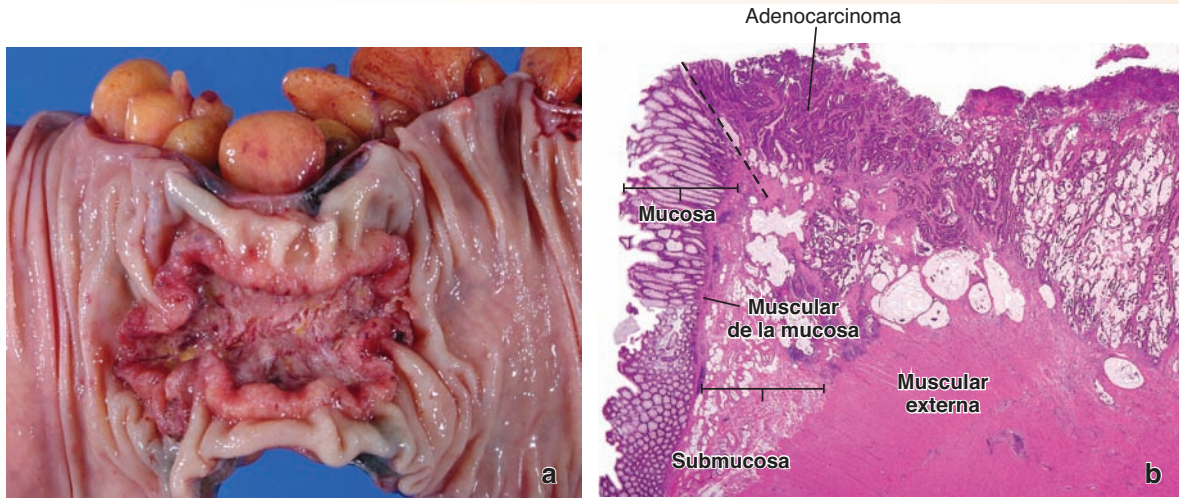 Adenocarcinoma
Mucosa
Muscular
de la mucosa
Muscular
externa
Submucosa
a
b